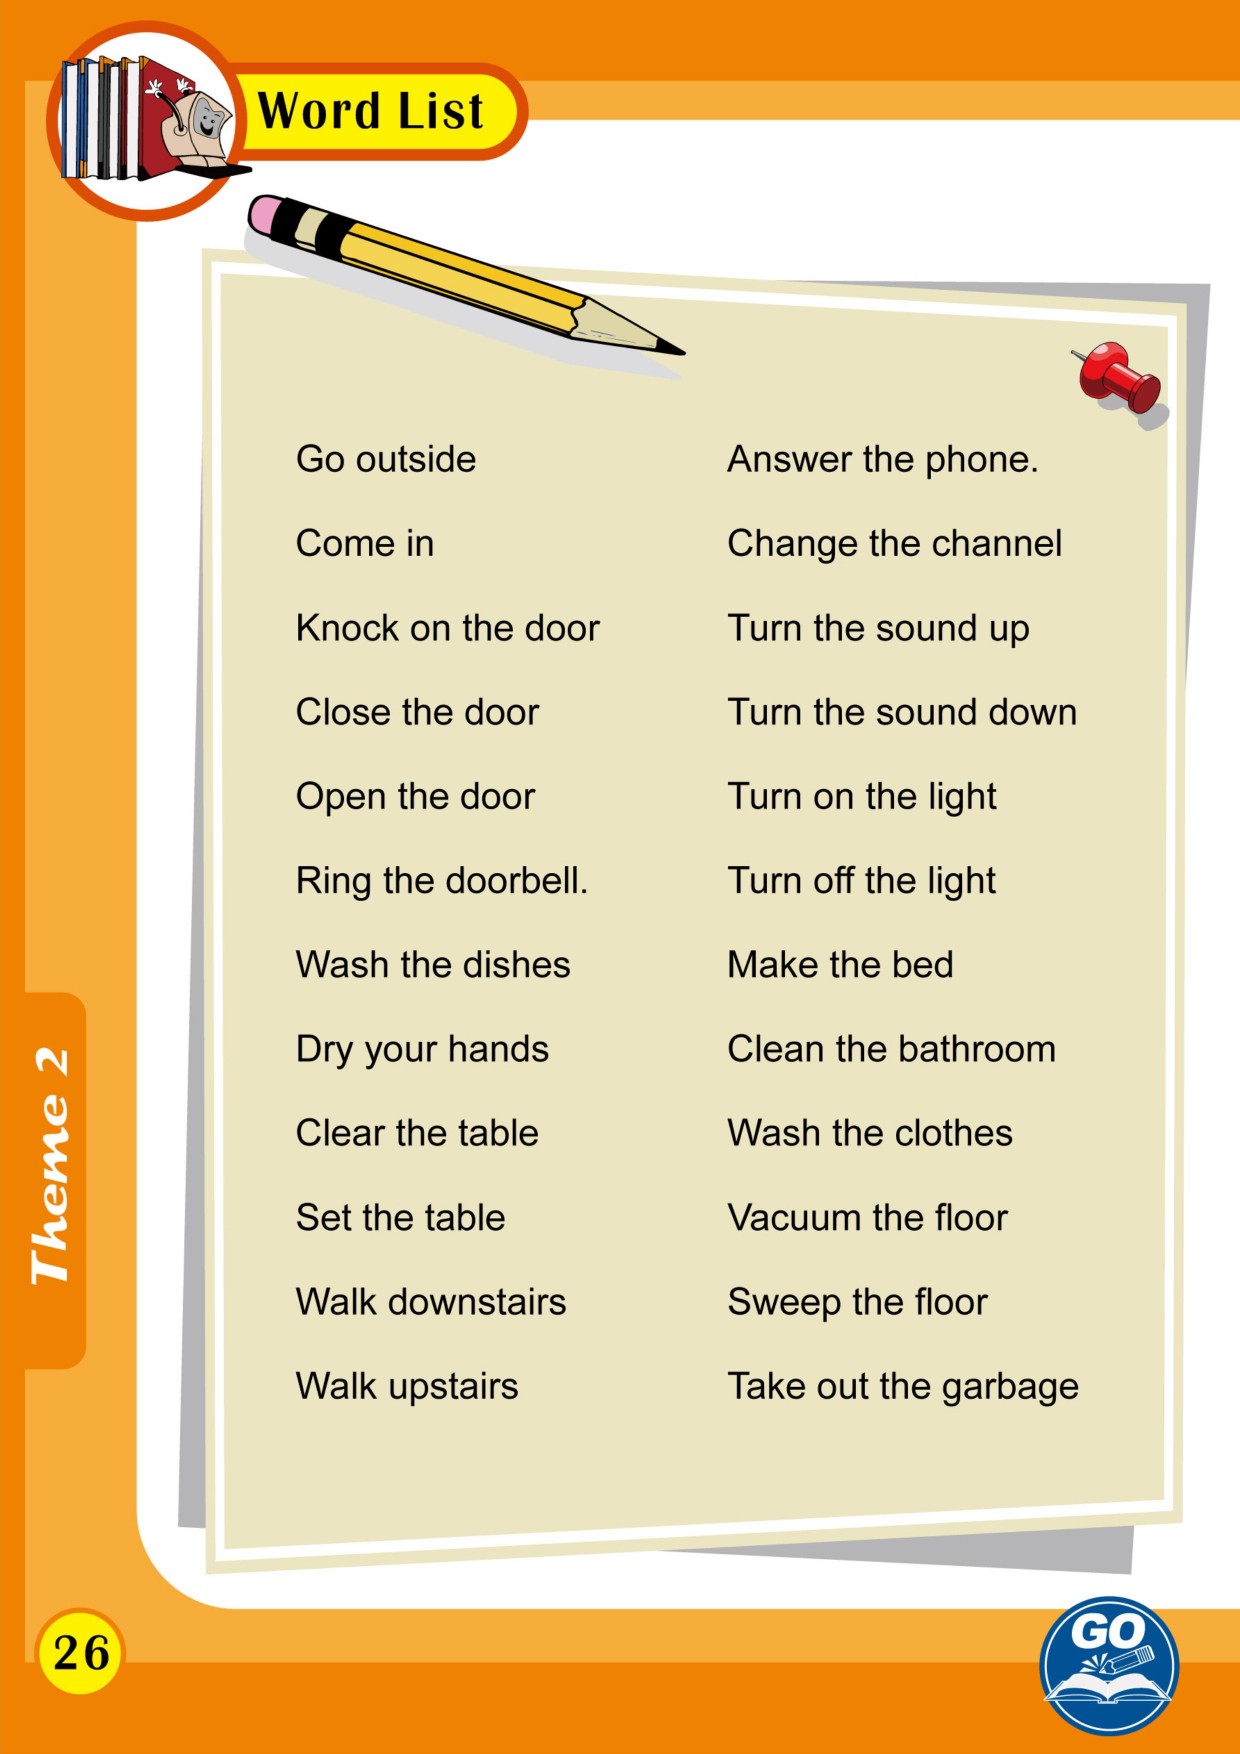 Word List
Go outside
Come in
Knock on the door
Close the door
Open the door
Ring the doorbell.
Wash the dishes
Dry your hands
Clear the table
Set the table
Walk downstairs
Walk upstairs
Answer the phone.
Change the channel
Turn the sound up
Turn the sound down
Turn on the light
Turn off the light
Make the bed
Clean the bathroom
Wash the clothes
Vacuum the floor
Sweep the floor
Take out the garbage
Theme 2
26
GO